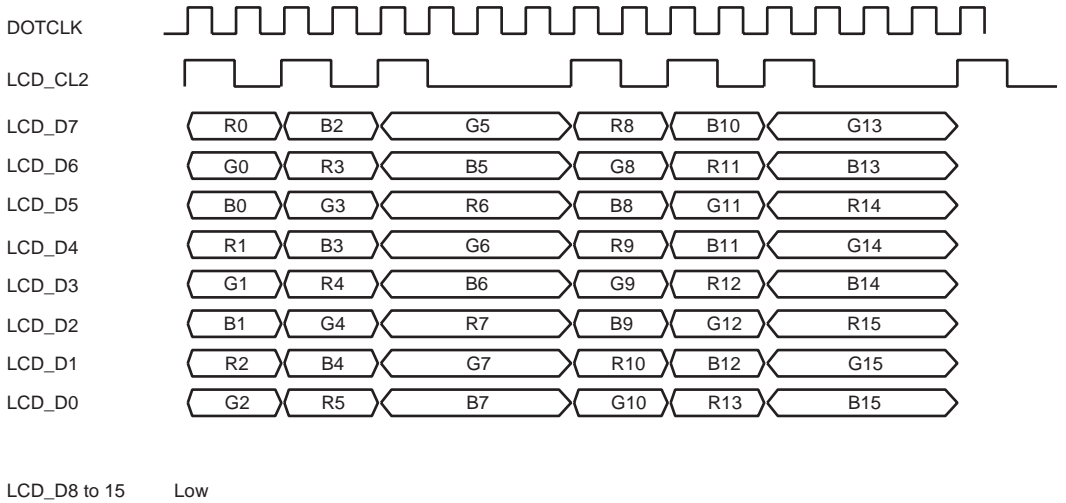 DOTCLK
LCD_CL2
LCD_D7 R0 B2 G5 R8 B10 G13
LCD_D6 G0 R3 B5 G8 R11 B13
LCD_D5 B0 G3 R6 B8 G11 R14
LCD_D4 R1 B3 G6 R9 B11 G14
LCD_D3 G1 R4 B6 G9 R12 B14
LCD_D2 B1 G4 R7 B9 G12 R15
LCD_D1 R2 B4 G7 R10 B12 G15
LCD_D0 G2 R5 B7 G10 R13 B15
LCD_D8 to 15 Low